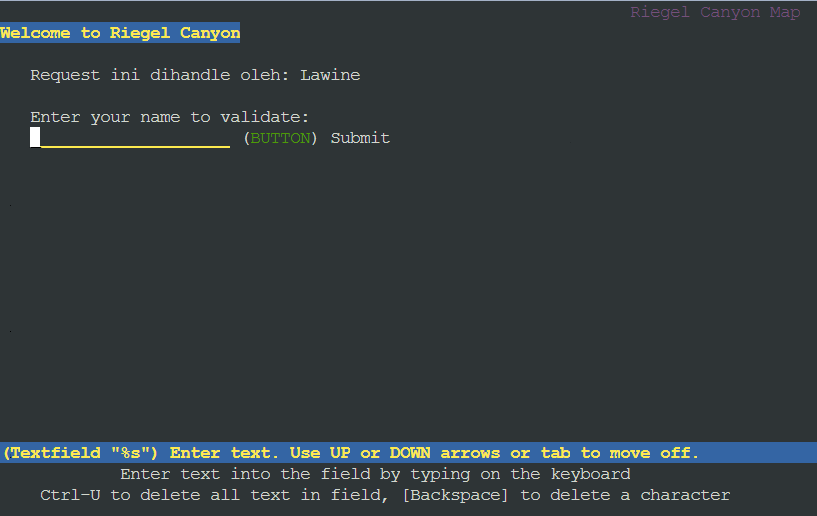 Riegel Canyon Map
Welcome to Riegel Canyon
Request ini dihandle oleh: Lawine
Enter your name to validate:
(BUTTON) Submit
(Textfield "%s") Enter text. Use UP or DOWN arrows or tab to move off.
Enter text into the field by typing on the keyboard
Ctrl-U to delete all text in field, [Backspace] to delete a character